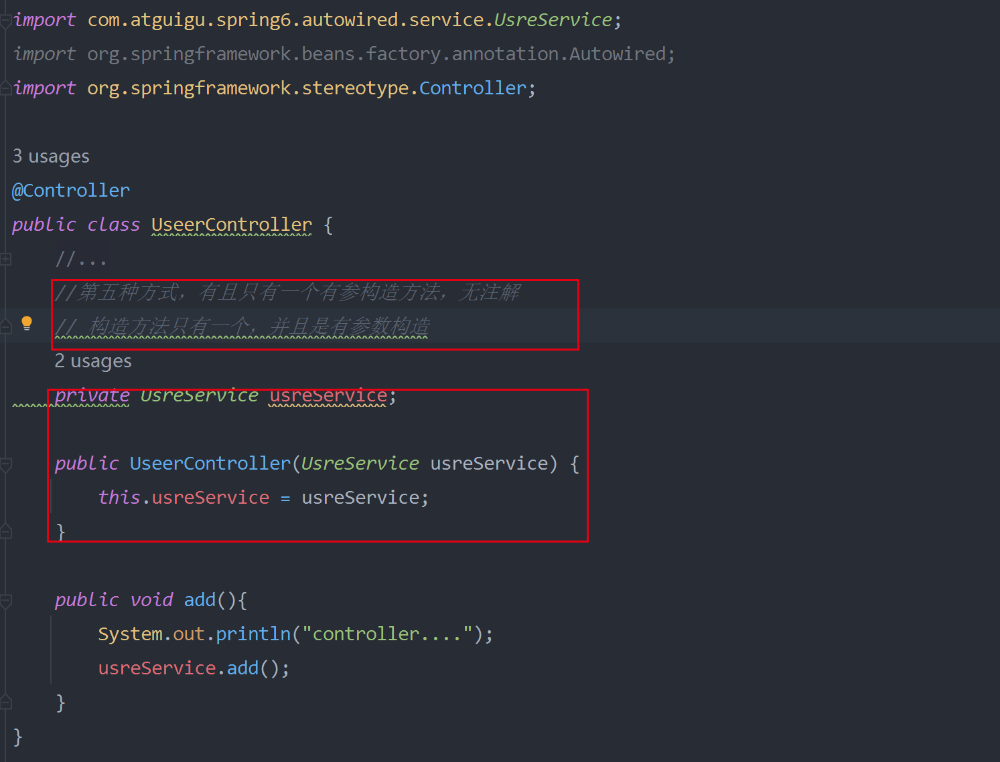 import com.atguigu.spring6.autowired.service.UsreService;
import org.springframework.beans.factory.annotation.Autowired;
import org.springframework.stereotype.Controller;
3 usages
@Controller
public class UseerController {
//...
//第五种方式，有且只有一个有参构造方法，无注解
// 构造方法只有一个，并且是有参数构造
2 usages
private UsreService usreService;
public UseerController(UsreService usreService) {
this.usreService = usreService;
}
public void add(){
System.out.println("controller....");
usreService.add();
}
}